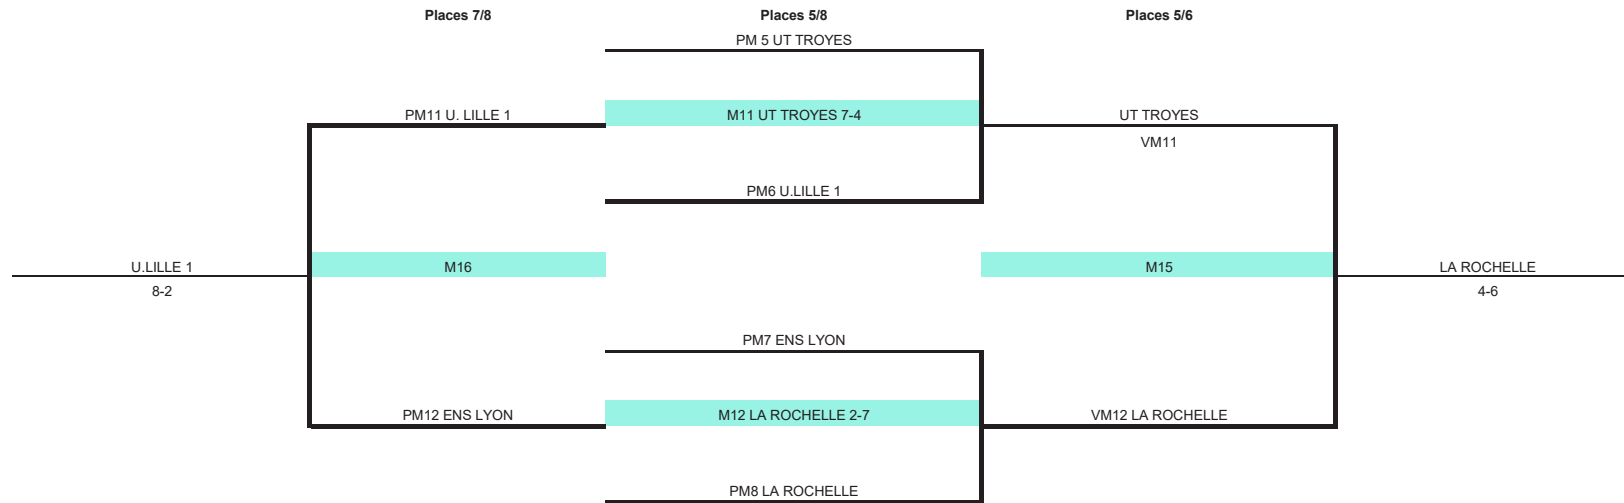 Places 7/8
Places 5/8
Places 5/6
PM 5 UT TROYES
PM11 U. LILLE 1
M11 UT TROYES 7-4
UT TROYES
VM11
PM6 U.LILLE 1
U.LILLE 1
8-2
M16
M15
LA ROCHELLE
4-6
PM7 ENS LYON
PM12 ENS LYON
M12 LA ROCHELLE 2-7
VM12 LA ROCHELLE
PM8 LA ROCHELLE